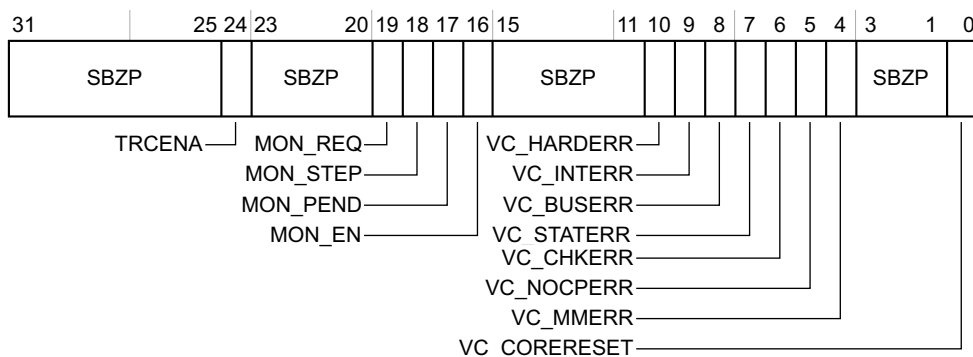 31 25 24 23 20 19 18 17 16 15 11 10 9 8 7 6 5 4 3 1 0
SBZP SBZP SBZP SBZP
TRCENA MON_REQ VC_HARDERR
MON_STEP VC_INTERR
MON_PEND VC_BUSERR
MON_EN VC_STATERR
VC_CHKERR
VC_NOCPERR
VC_MMERR
VC_CORERESET